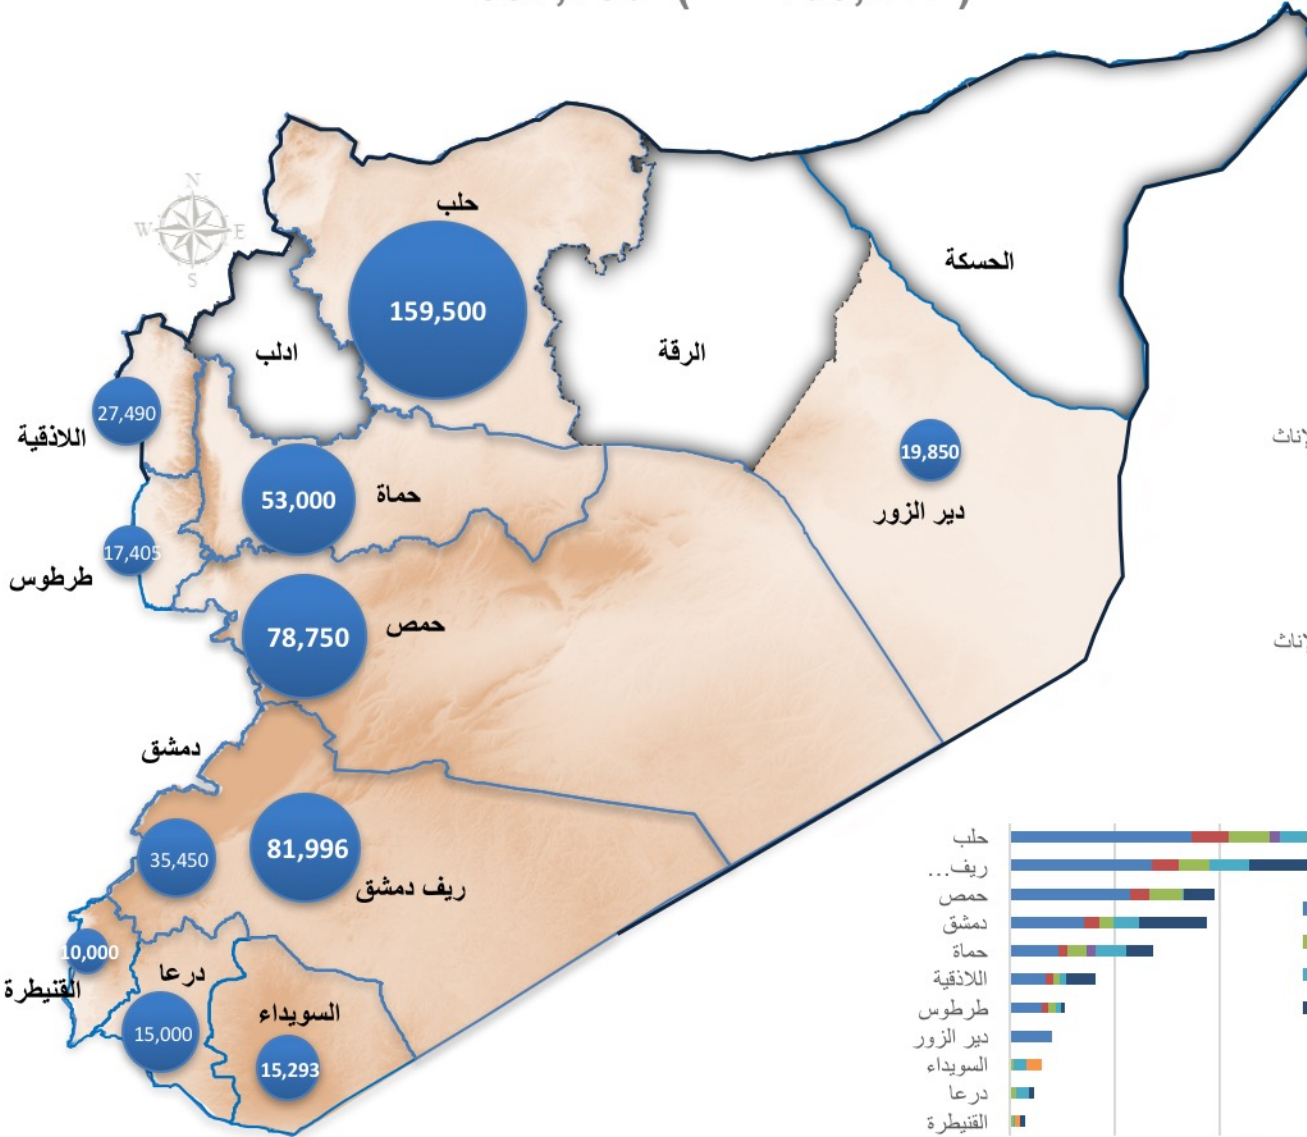 N
W
E
S
حلب
159,500
الحسكة
ادلب
الرقة
27,490
اللاذقية
53,000
حماة
19,850
دير الزور
17,405
طرطوس
78,750
حمص
دمشق
35,450
81,996
ريف دمشق
10,000
القنيطرة
درعا
15,000
السويداء
15,293
حلب
ريف...
حمص
دمشق
حماة
اللاذقية
طرطوس
دير الزور
السويداء
درعا
القنيطرة